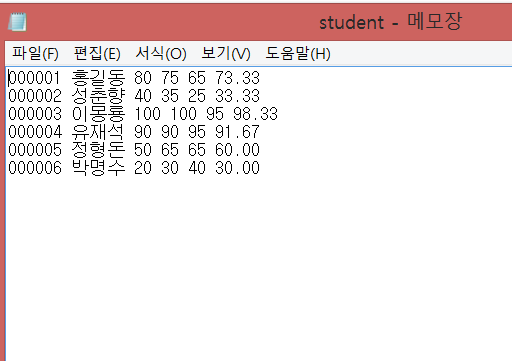 student - 메모장
파일(F) 편집(E) 서식(O) 보기(V) 도움말(H)
000001 홍길동 80 75 65 73.33
000002 성춘향 40 35 25 33.33
000003 이몽룡 100 100 95 98.33
000004 유재석 90 90 95 91.67
000005 정형돈 50 65 65 60.00
000006 박명수 20 30 40 30.00